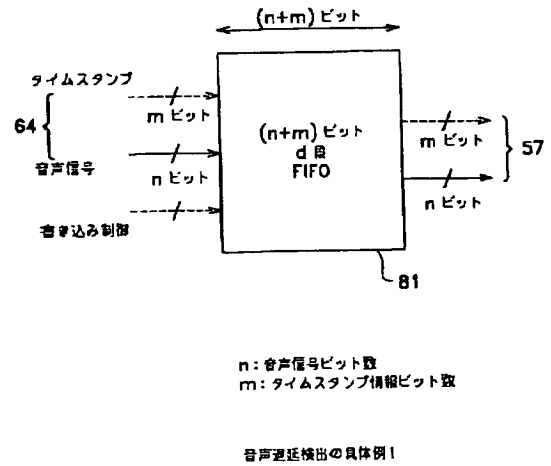 (n+m) ビット
タイムスタンプ
m ビット
64
音声信号
n ビット
書き込み制御
(n+m) ビット
d 段
FIFO
m ビット
57
n ビット
81
n : 音声信号ビット数
m : タイムスタンプ情報ビット数
音声遅延検出の具体例1